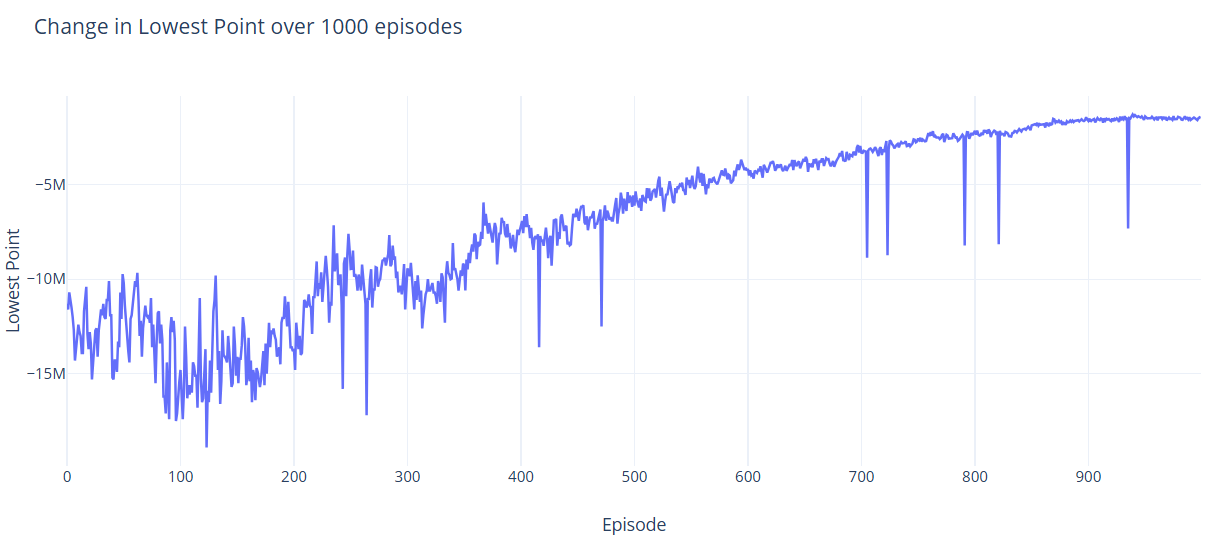 Change in Lowest Point over 1000 episodes
−5M
−10M
−15M
Lowest Point
0 100 200 300 400 500 600 700 800 900
Episode